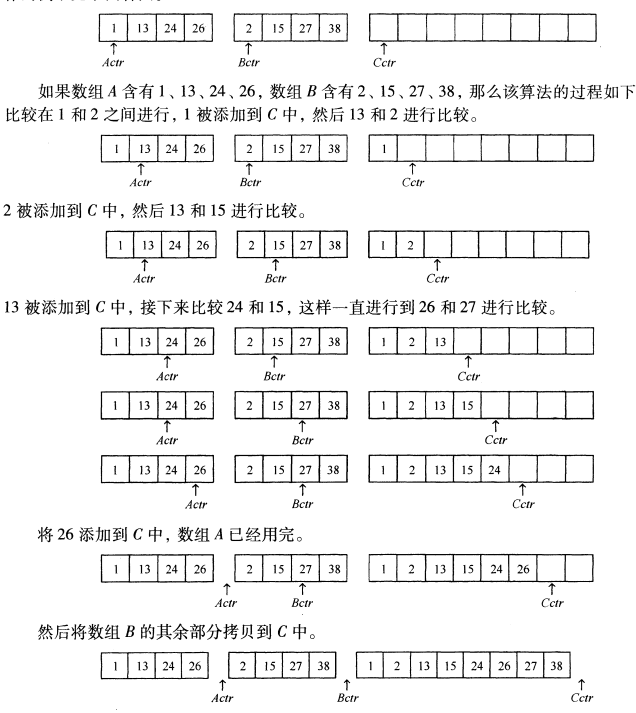 1 13 24 26 2 15 27 38
Actr Bctr Cctr
如果数组 A 含有 1、13、24、26，数组 B 含有 2、15、27、38，那么该算法的过程如下
比较在 1 和 2 之间进行，1 被添加到 C 中，然后 13 和 2 进行比较。
1 13 24 26 2 15 27 38 1
Actr Bctr Cctr
2 被添加到 C 中，然后 13 和 15 进行比较。
1 13 24 26 2 15 27 38 1 2
Actr Bctr Cctr
13 被添加到 C 中，接下来比较 24 和 15，这样一直进行到 26 和 27 进行比较。
1 13 24 26 2 15 27 38 1 2 13
Actr Bctr Cctr
1 13 24 26 2 15 27 38 1 2 13 15
Actr Bctr Cctr
1 13 24 26 2 15 27 38 1 2 13 15 24
Actr Bctr Cctr
将 26 添加到 C 中，数组 A 已经用完。
1 13 24 26 2 15 27 38 1 2 13 15 24 26
Actr Bctr Cctr
然后将数组 B 的其余部分拷贝到 C 中。
1 13 24 26 2 15 27 38 1 2 13 15 24 26 27 38
Actr Bctr Cctr